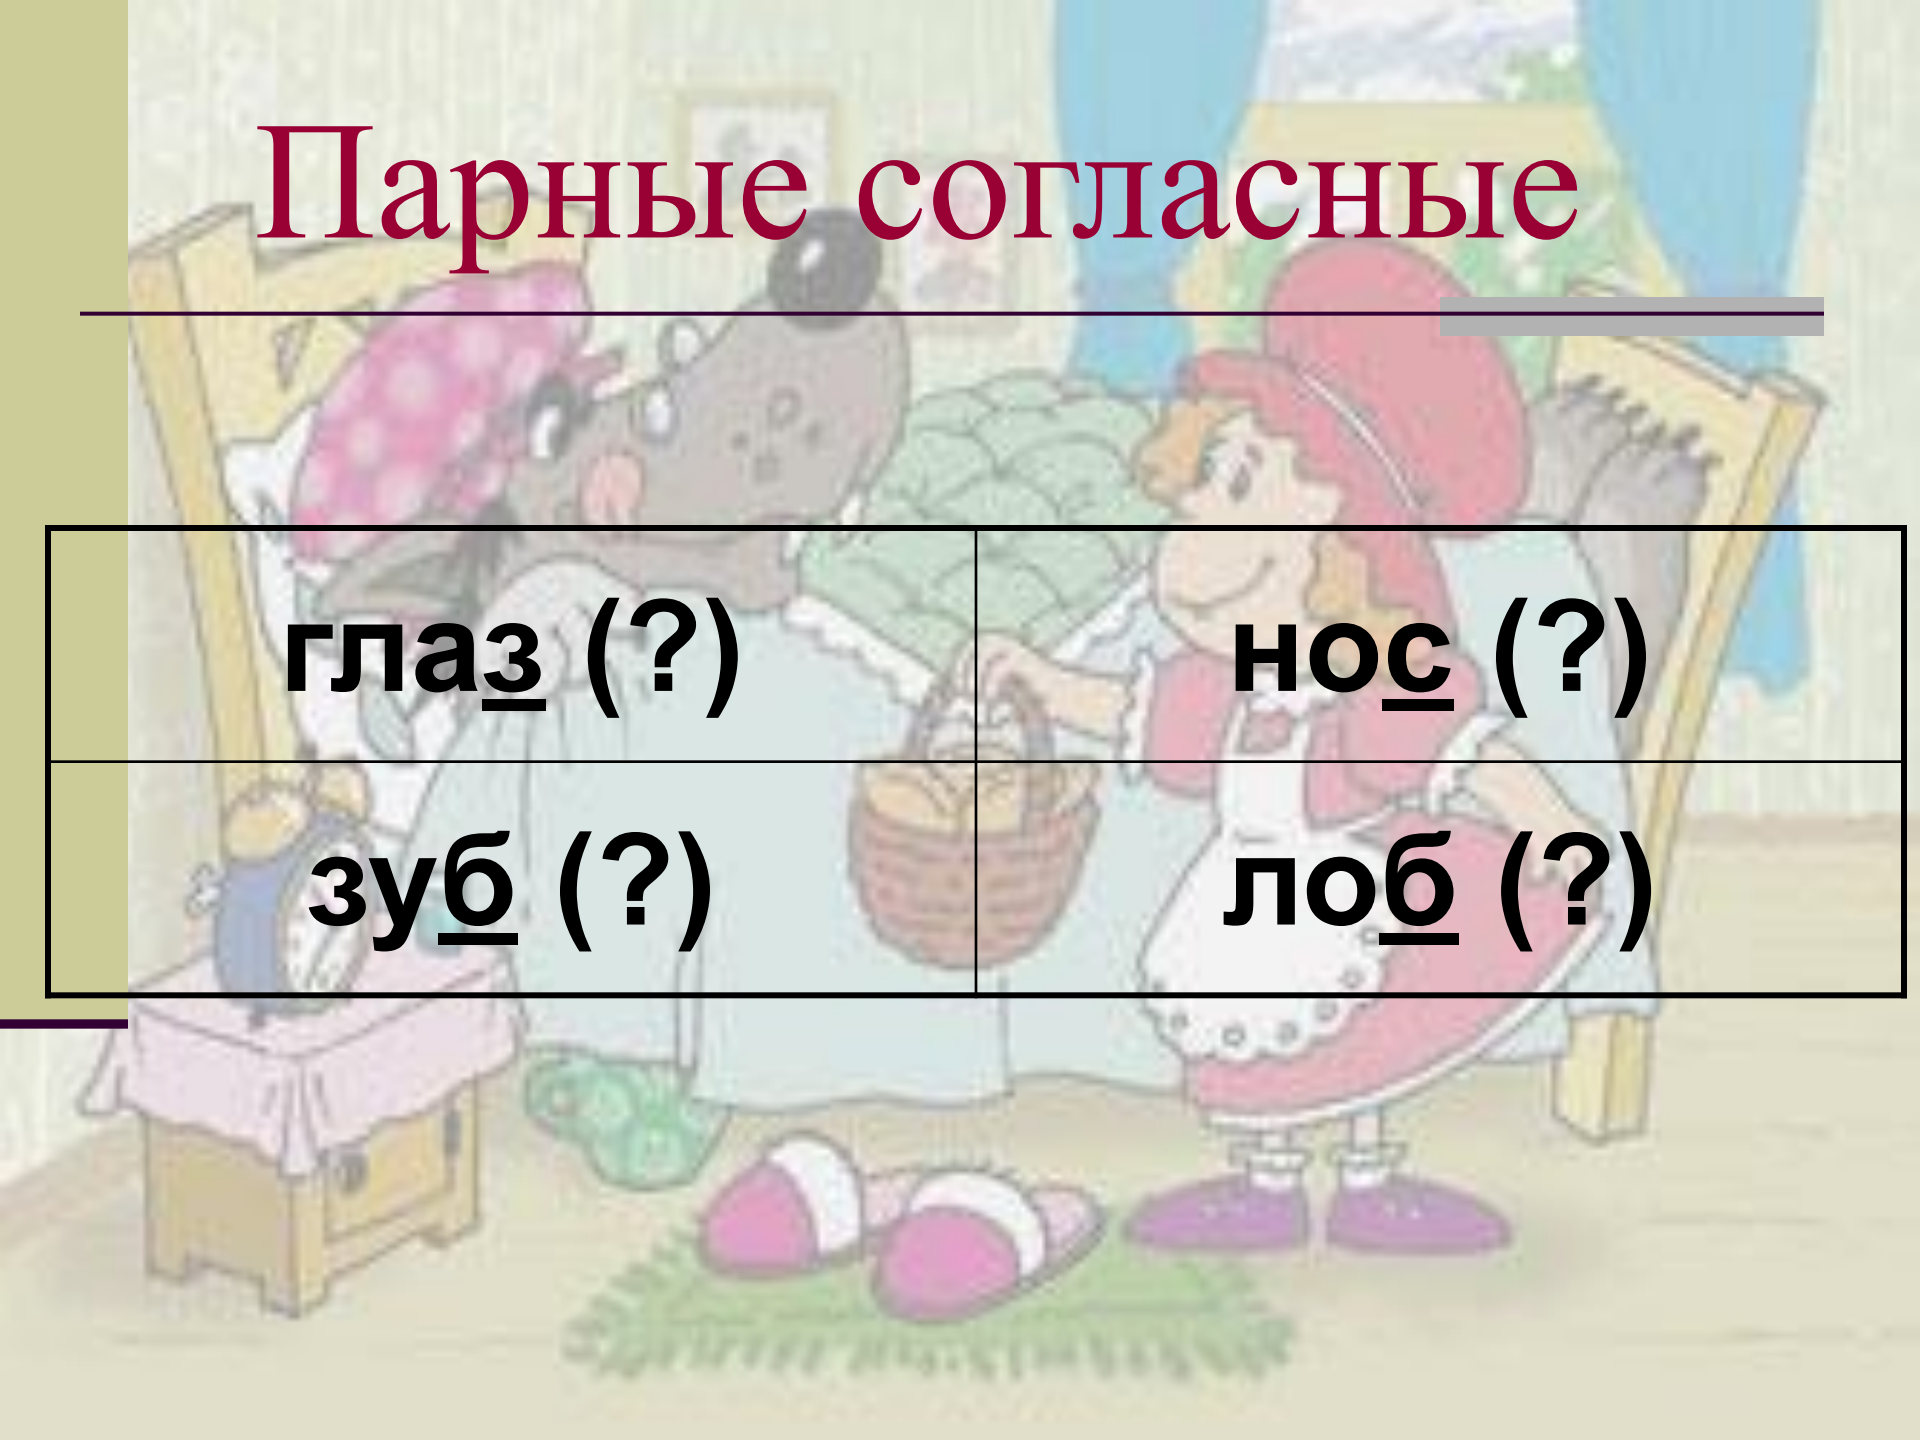 Парные согласные
глаз (?) нос (?)
зуб (?) лоб (?)